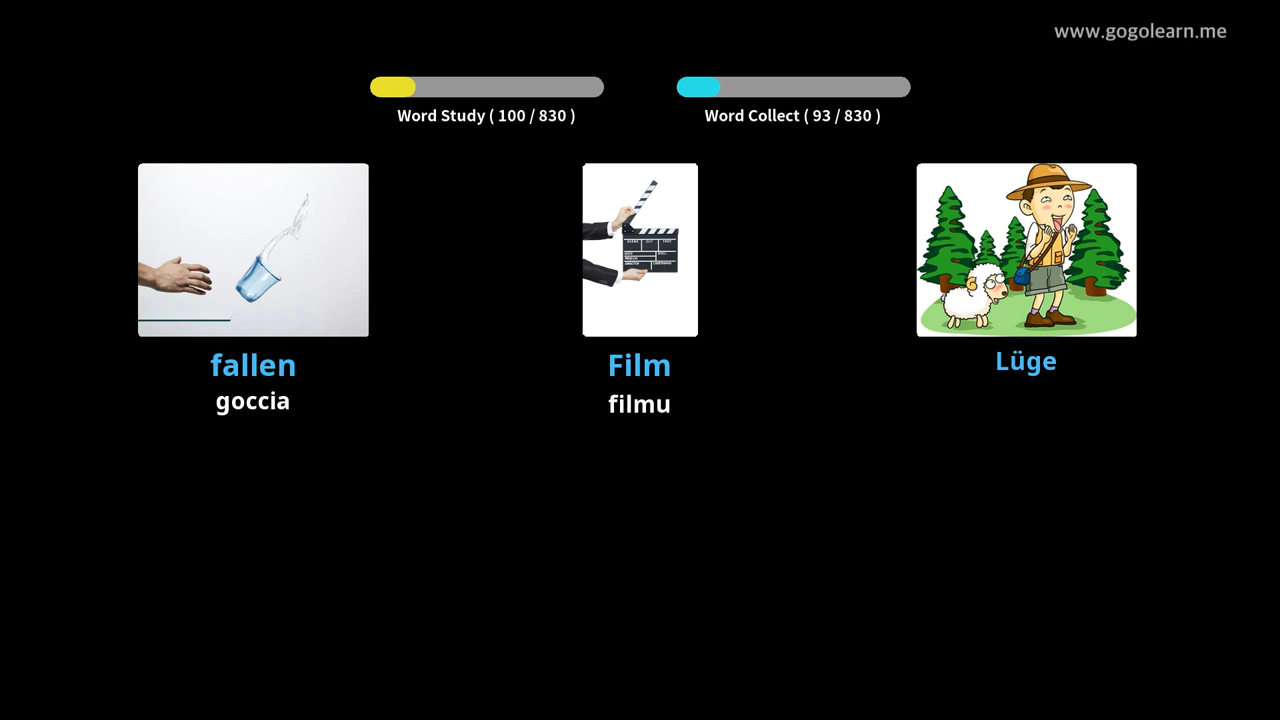 www.gogolearn.me
Word Study ( 100 / 830 )
Word Collect ( 93 / 830 )
fallen
goccia
Film
filmu
Lüge